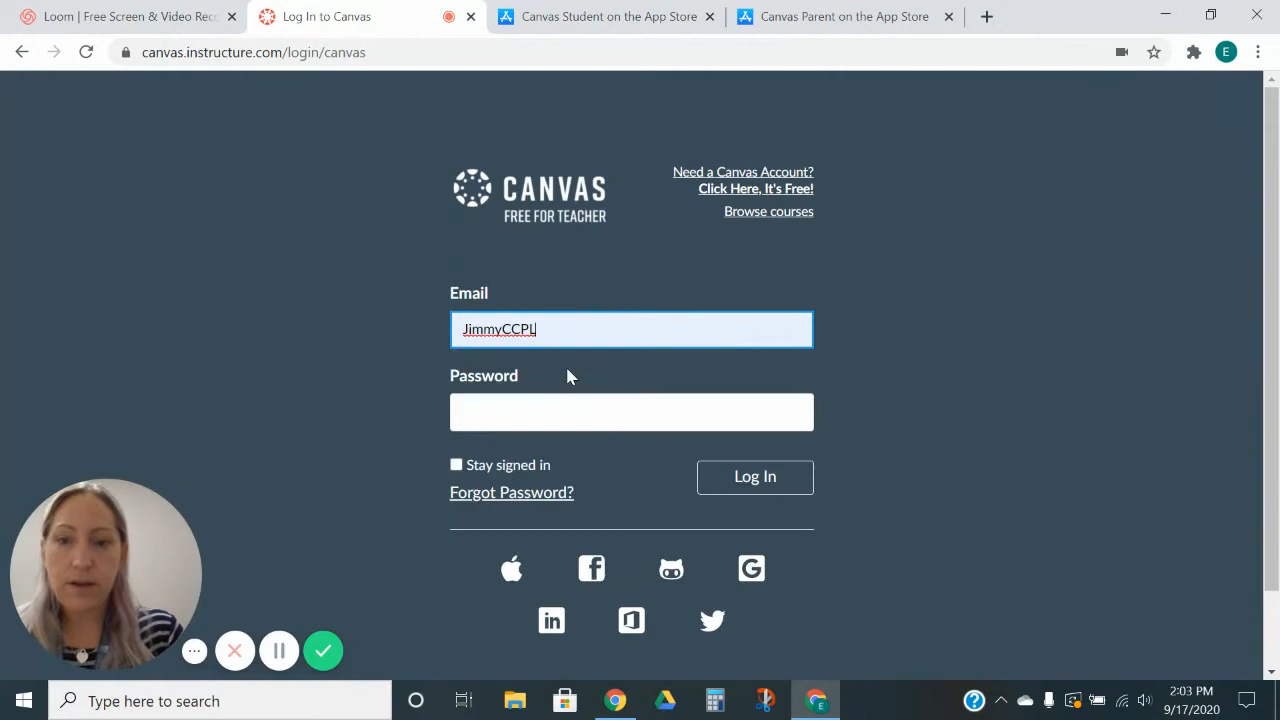 Loom | Free Screen & Video Rec
Log In to Canvas
Canvas Student on the App Store
Canvas Parent on the App Store
canvas.instructure.com/login/canvas
E
CANVAS
FREE FOR TEACHER
Need a Canvas Account?
Click Here, It's Free!
Browse courses
Email
JimmyCCPL
Password
Stay signed in
Forgot Password?
Log In
Type here to search
2:03 PM
9/17/2020